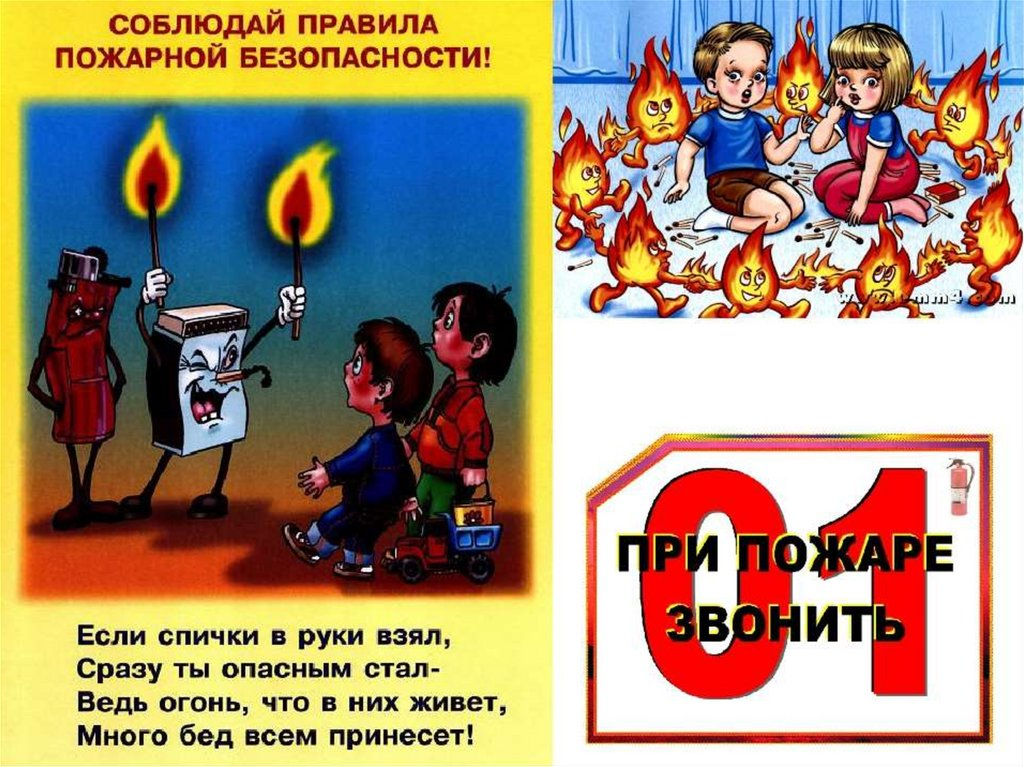 СОБЛЮДАЙ ПРАВИЛА
ПОЖАРНОЙ БЕЗОПАСНОСТИ!
Если спички в руки взял,
Сразу ты опасным стал-
Ведь огонь, что в них живет,
Много бед всем принесет!
01
ПРИ ПОЖАРЕ
ЗВОНИТЬ